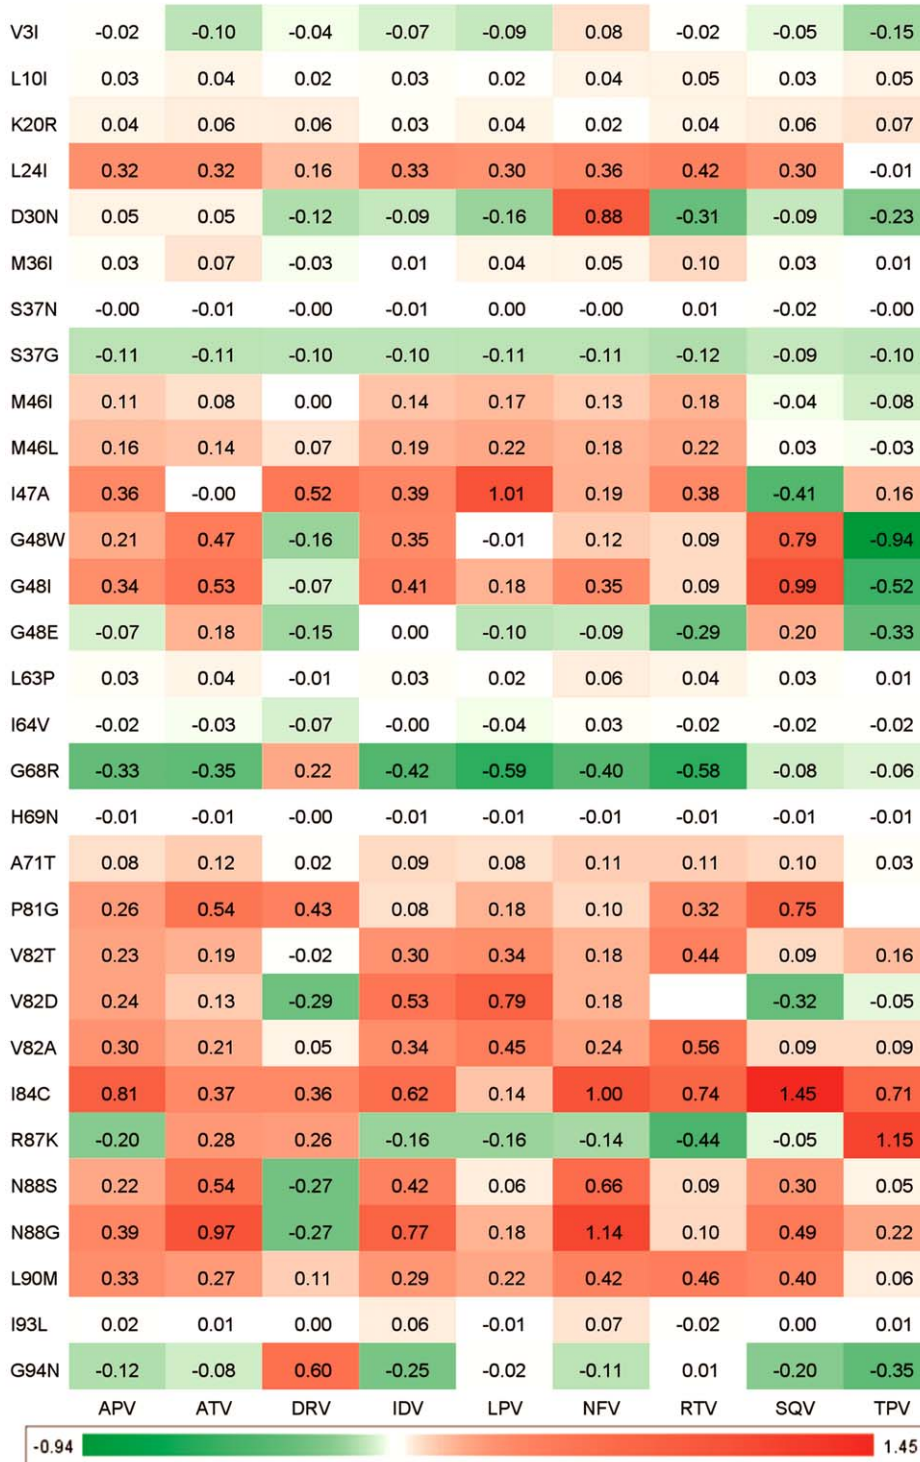 V3I -0.02 -0.10 -0.04 -0.07 -0.09 0.08 -0.02 -0.05 -0.15
L10I 0.03 0.04 0.02 0.03 0.02 0.04 0.05 0.03 0.05
K20R 0.04 0.06 0.06 0.03 0.04 0.02 0.04 0.06 0.07
L24I 0.32 0.32 0.16 0.33 0.30 0.36 0.42 0.30 -0.01
D30N 0.05 0.05 -0.12 -0.09 -0.16 0.88 -0.31 -0.09 -0.23
M36I 0.03 0.07 -0.03 0.01 0.04 0.05 0.10 0.03 0.01
S37N -0.00 -0.01 -0.00 -0.01 0.00 -0.00 0.01 -0.02 -0.00
S37G -0.11 -0.11 -0.10 -0.10 -0.11 -0.11 -0.12 -0.09 -0.10
M46I 0.11 0.08 0.00 0.14 0.17 0.13 0.18 -0.04 -0.08
M46L 0.16 0.14 0.07 0.19 0.22 0.18 0.22 0.03 -0.03
I47A 0.36 -0.00 0.52 0.39 1.01 0.19 0.38 -0.41 0.16
G48W 0.21 0.47 -0.16 0.35 -0.01 0.12 0.09 0.79 -0.94
G48I 0.34 0.53 -0.07 0.41 0.18 0.35 0.09 0.99 -0.52
G48E -0.07 0.18 -0.15 0.00 -0.10 -0.09 -0.29 0.20 -0.33
L63P 0.03 0.04 -0.01 0.03 0.02 0.06 0.04 0.03 0.01
I64V -0.02 -0.03 -0.07 -0.00 -0.04 0.03 -0.02 -0.02 -0.02
G68R -0.33 -0.35 0.22 -0.42 -0.59 -0.40 -0.58 -0.08 -0.06
H69N -0.01 -0.01 -0.00 -0.01 -0.01 -0.01 -0.01 -0.01 -0.01
A71T 0.08 0.12 0.02 0.09 0.08 0.11 0.11 0.10 0.03
P81G 0.26 0.54 0.43 0.08 0.18 0.10 0.32 0.75
V82T 0.23 0.19 -0.02 0.30 0.34 0.18 0.44 0.09 0.16
V82D 0.24 0.13 -0.29 0.53 0.79 0.18 -0.32 -0.05
V82A 0.30 0.21 0.05 0.34 0.45 0.24 0.56 0.09 0.09
I84C 0.81 0.37 0.36 0.62 0.14 1.00 0.74 1.45 0.71
R87K -0.20 0.28 0.26 -0.16 -0.16 -0.14 -0.44 -0.05 1.15
N88S 0.22 0.54 -0.27 0.42 0.06 0.66 0.09 0.30 0.05
N88G 0.39 0.97 -0.27 0.77 0.18 1.14 0.10 0.49 0.22
L90M 0.33 0.27 0.11 0.29 0.22 0.42 0.46 0.40 0.06
I93L 0.02 0.01 0.00 0.06 -0.01 0.07 -0.02 0.00 0.01
G94N -0.12 -0.08 0.60 -0.25 -0.02 -0.11 0.01 -0.20 -0.35
APV ATV DRV IDV LPV NFV RTV SQV TPV
-0.94 1.45